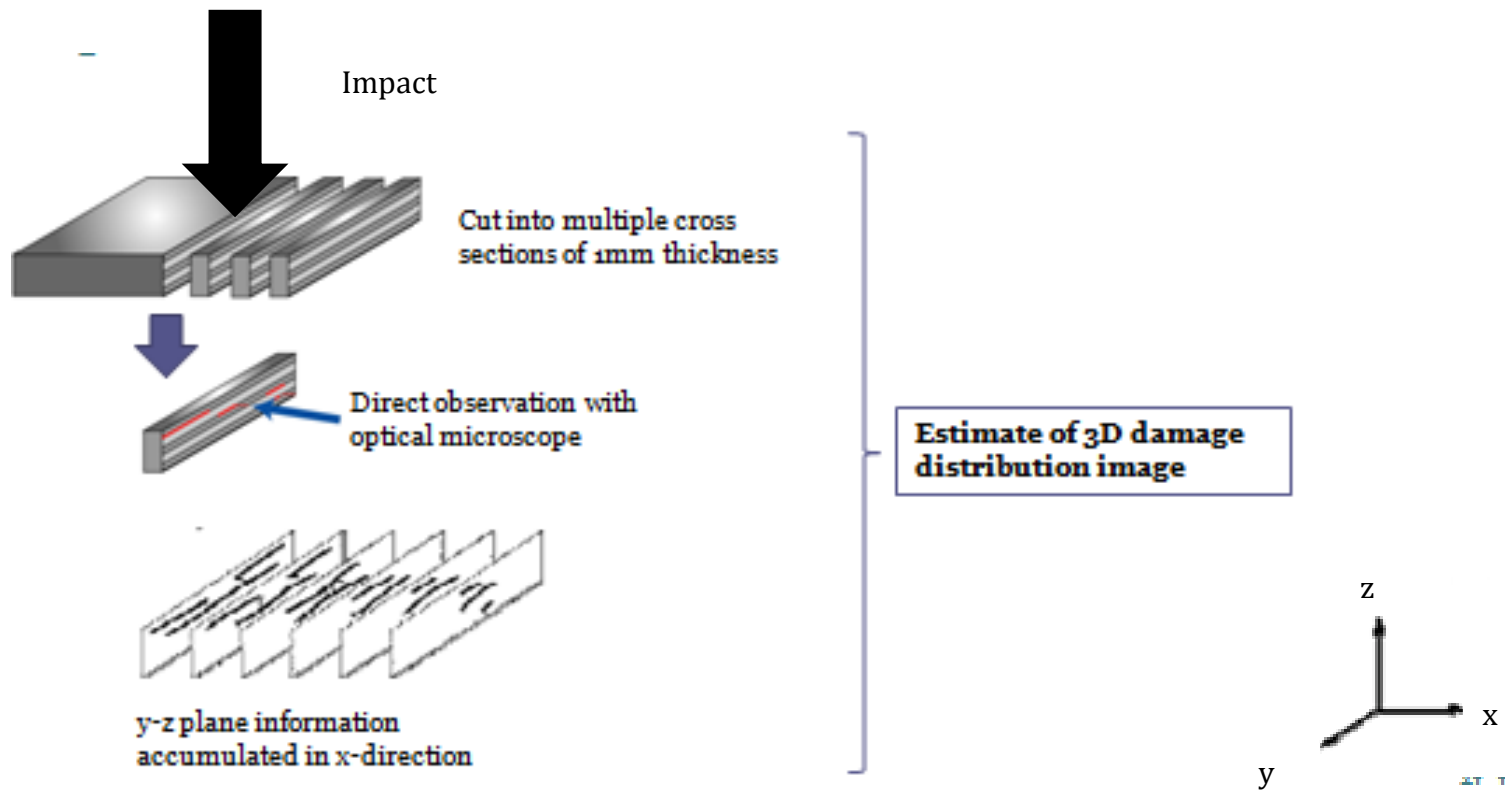 Impact
Cut into multiple cross
sections of 1mm thickness
Direct observation with
optical microscope
Estimate of 3D damage
distribution image
y-z plane information
accumulated in x-direction
z
x
y